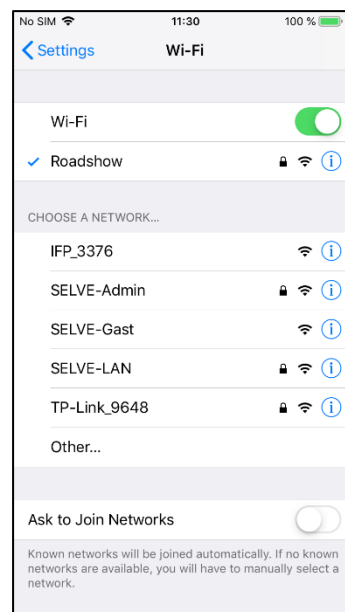 No SIM 11:30 100 %
Settings Wi-Fi
Wi-Fi
Roadshow
CHOOSE A NETWORK...
IFP_3376
SELVE-Admin
SELVE-Gast
SELVE-LAN
TP-Link_9648
Other...
Ask to Join Networks
Known networks will be joined automatically. If no known
networks are available, you will have to manually select a
network.